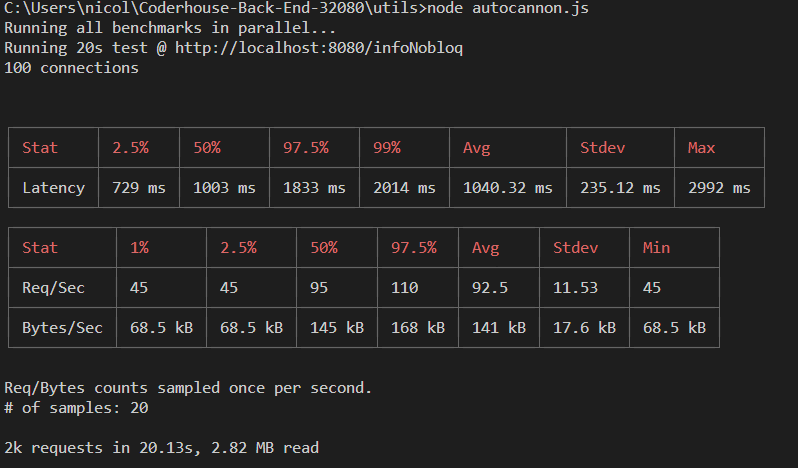 C:\Users\nicol\Coderhouse-Back-End-32080\utils>node autocannon.js
Running all benchmarks in parallel...
Running 20s test @ http://localhost:8080/infoNobloq
100 connections
Stat 2.5% 50% 97.5% 99% Avg Stdev Max
Latency 729 ms 1003 ms 1833 ms 2014 ms 1040.32 ms 235.12 ms 2992 ms
Stat 1% 2.5% 50% 97.5% Avg Stdev Min
Req/Sec 45 45 95 110 92.5 11.53 45
Bytes/Sec 68.5 kB 68.5 kB 145 kB 168 kB 141 kB 17.6 kB 68.5 kB
Req/Bytes counts sampled once per second.
# of samples: 20
2k requests in 20.13s, 2.82 MB read